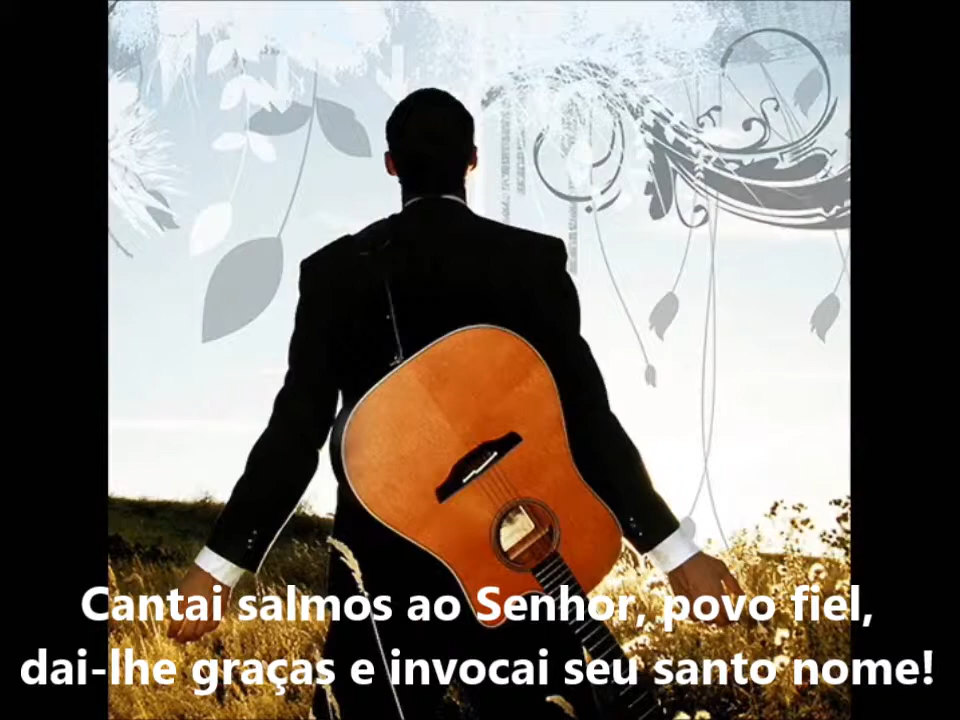 Cantai salmos ao Senhor, povo fiel,
dai-lhe graças e invocai seu santo nome!